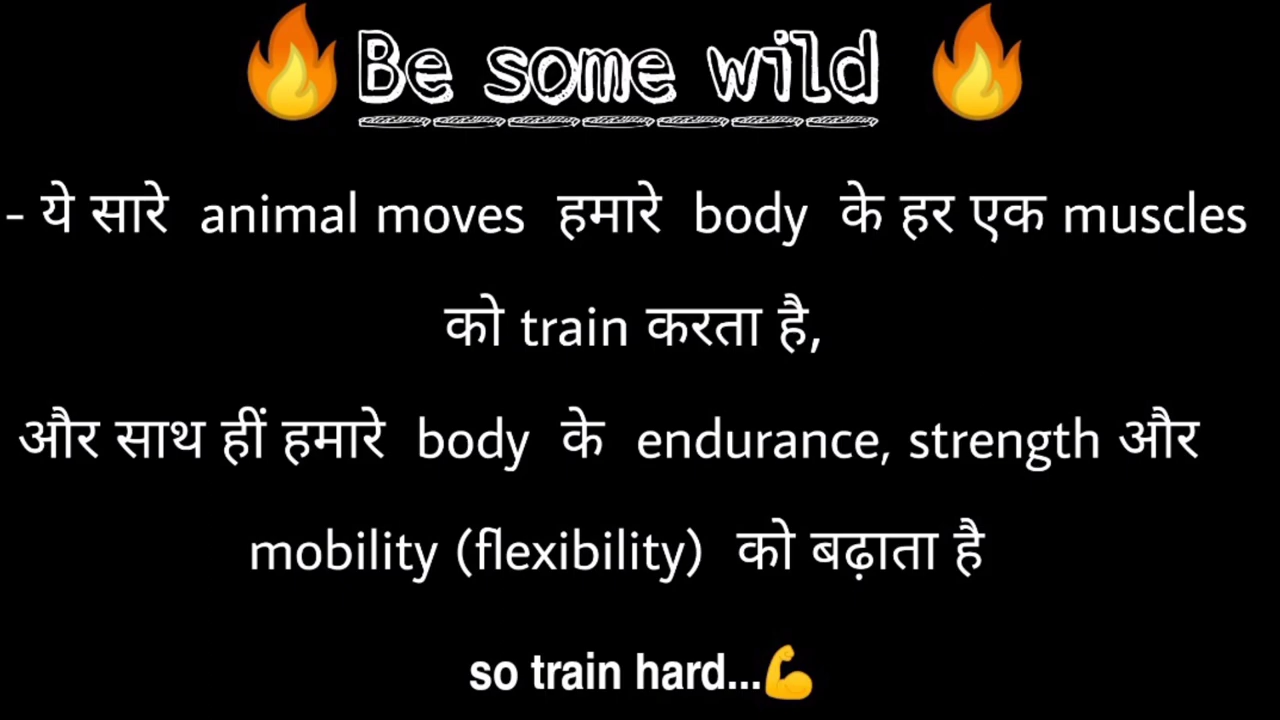 🔥 Be some wild 🔥
- ये सारे animal moves हमारे body के हर एक muscles
को train करता है,
और साथ हीं हमारे body के endurance, strength और
mobility (flexibility) को बढ़ाता है
so train hard...💪